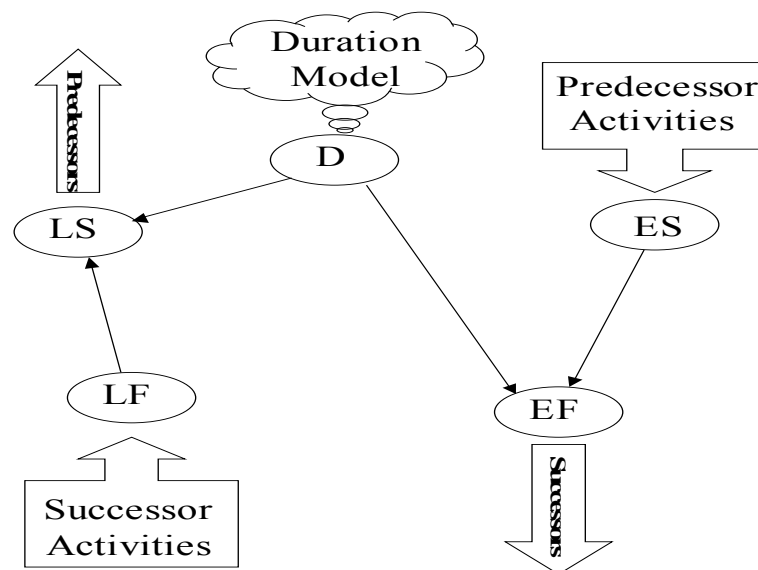 Duration
Model
Predecessors
Predecessor
Activities
D
LS
ES
LF
EF
Successor
Activities
Successors